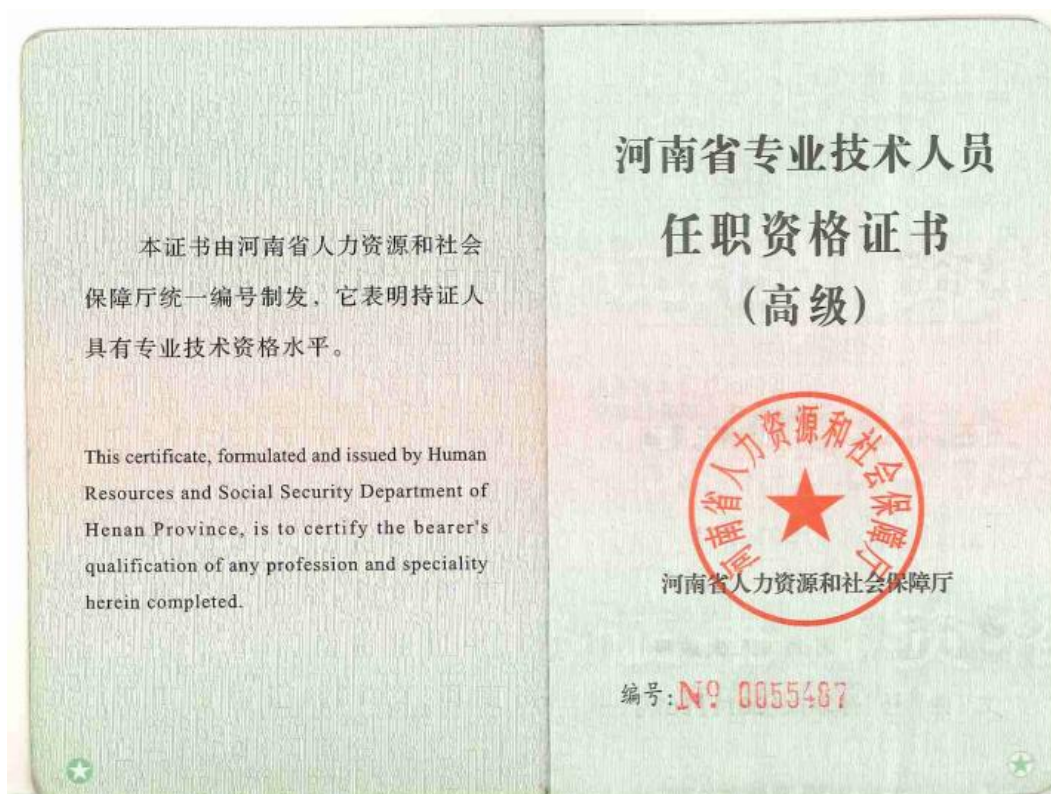 本证书由河南省人力资源和社会
保障厅统一编号制发，它表明持证人
具有专业技术资格水平。
This certificate, formulated and issued by Human
Resources and Social Security Department of
Henan Province, is to certify the bearer's
qualification of any profession and speciality
herein completed.
河南省专业技术人员
任职资格证书
(高级)
河南省人力资源和社会保障厅
河南省人力资源和社会保障厅
编号:№ 0055487